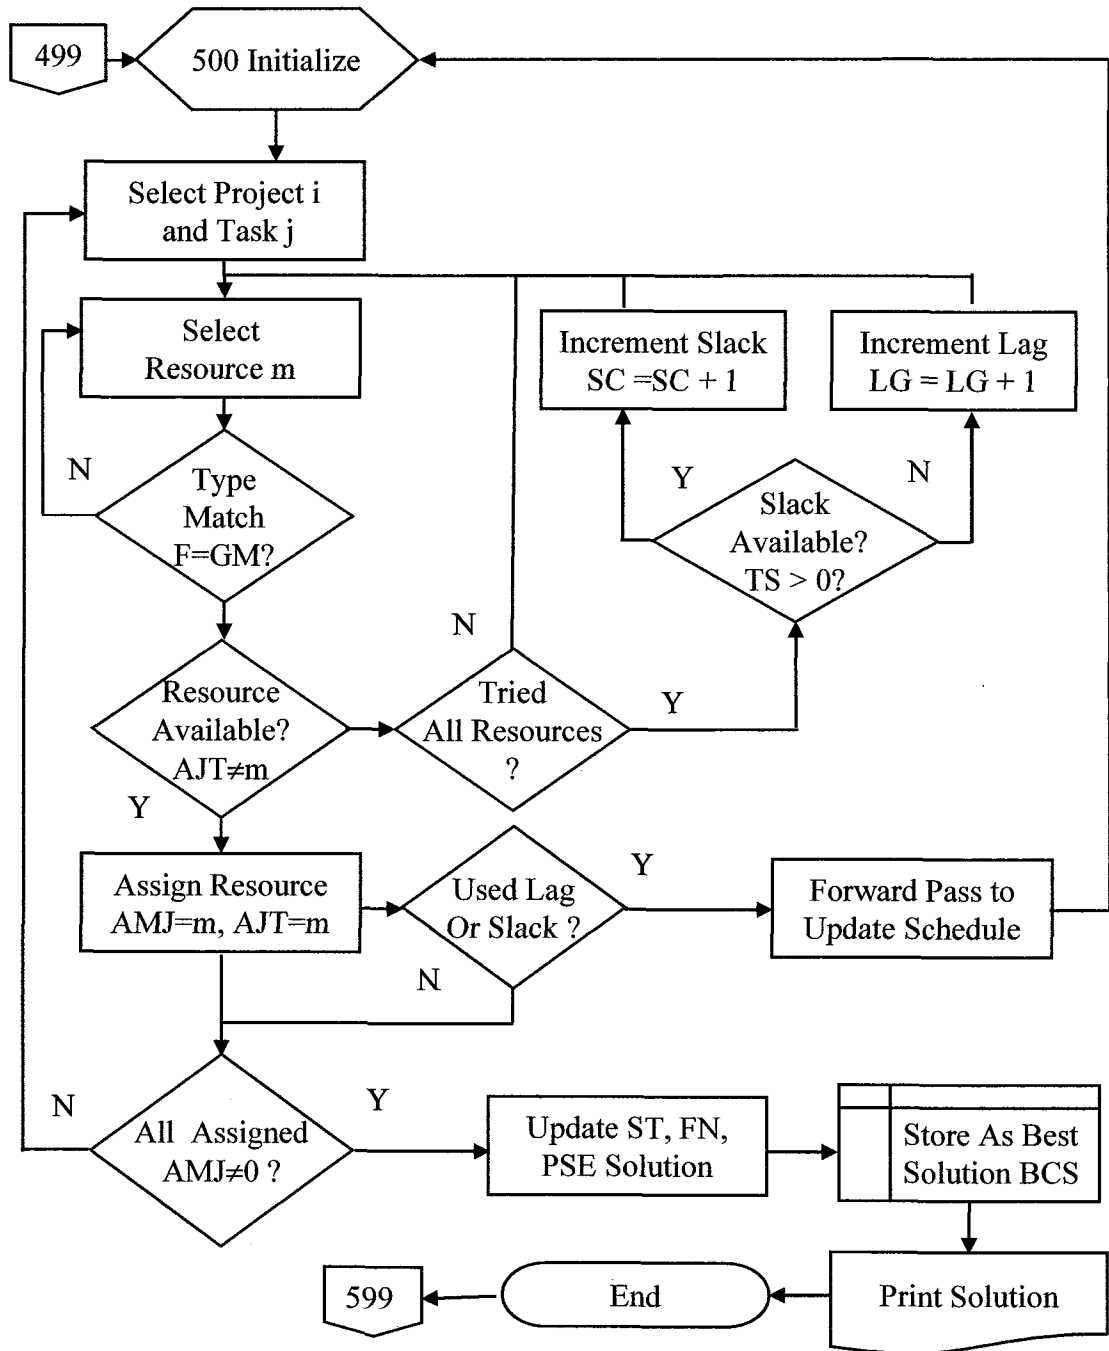 499
500 Initialize
Select Project i
and Task j
Select
Resource m
Increment Slack
SC =SC + 1
Increment Lag
LG = LG + 1
N
Type
Match
F=GM?
Y
N
Slack
Available?
TS > 0?
N
Resource
Available?
AJT≠m
Tried
All Resources
?
Y
Y
Assign Resource
AMJ=m, AJT=m
Used Lag
Or Slack ?
Y
Forward Pass to
Update Schedule
N
N
All Assigned
AMJ≠0 ?
Y
Update ST, FN,
PSE Solution
Store As Best
Solution BCS
599
End
Print Solution